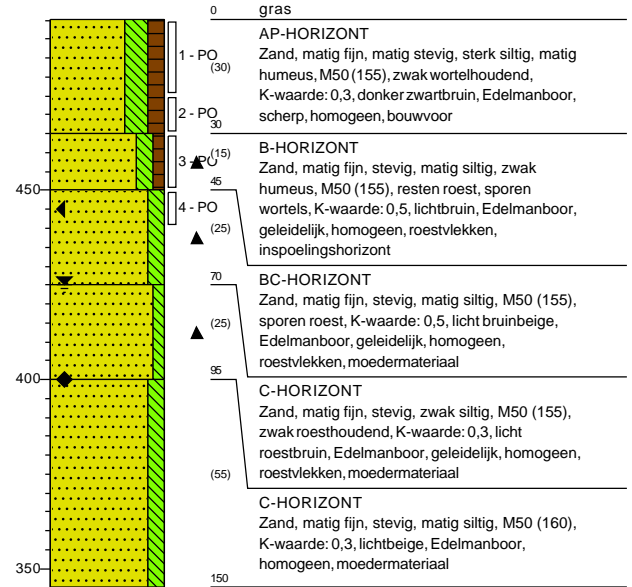 0 gras
AP-HORIZONT
1 - PO
(30)
Zand, matig fijn, matig stevig, sterk siltig, matig
humeus, M50 (155), zwak wortelhoudend,
K-waarde: 0,3, donker zwartbruin, Edelmanboor,
scherp, homogeen, bouwvoor
2 - PO
30
B-HORIZONT
3 - PO
(15)
Zand, matig fijn, stevig, matig siltig, zwak
humeus, M50 (155), resten roest, sporen
wortels, K-waarde: 0,5, lichtbruin, Edelmanboor,
geleidelijk, homogeen, roestvlekken,
inspoelingshorizont
450
45
4 - PO
(25)
70
BC-HORIZONT
Zand, matig fijn, stevig, matig siltig, M50 (155),
sporen roest, K-waarde: 0,5, licht bruinbeige,
Edelmanboor, geleidelijk, homogeen,
roestvlekken, moedermateriaal
(25)
400
95
C-HORIZONT
Zand, matig fijn, stevig, zwak siltig, M50 (155),
zwak roesthoudend, K-waarde: 0,3, licht
roestbruin, Edelmanboor, geleidelijk, homogeen,
roestvlekken, moedermateriaal
(55)
C-HORIZONT
Zand, matig fijn, stevig, matig siltig, M50 (160),
K-waarde: 0,3, lichtbeige, Edelmanboor,
homogeen, moedermateriaal
350
150